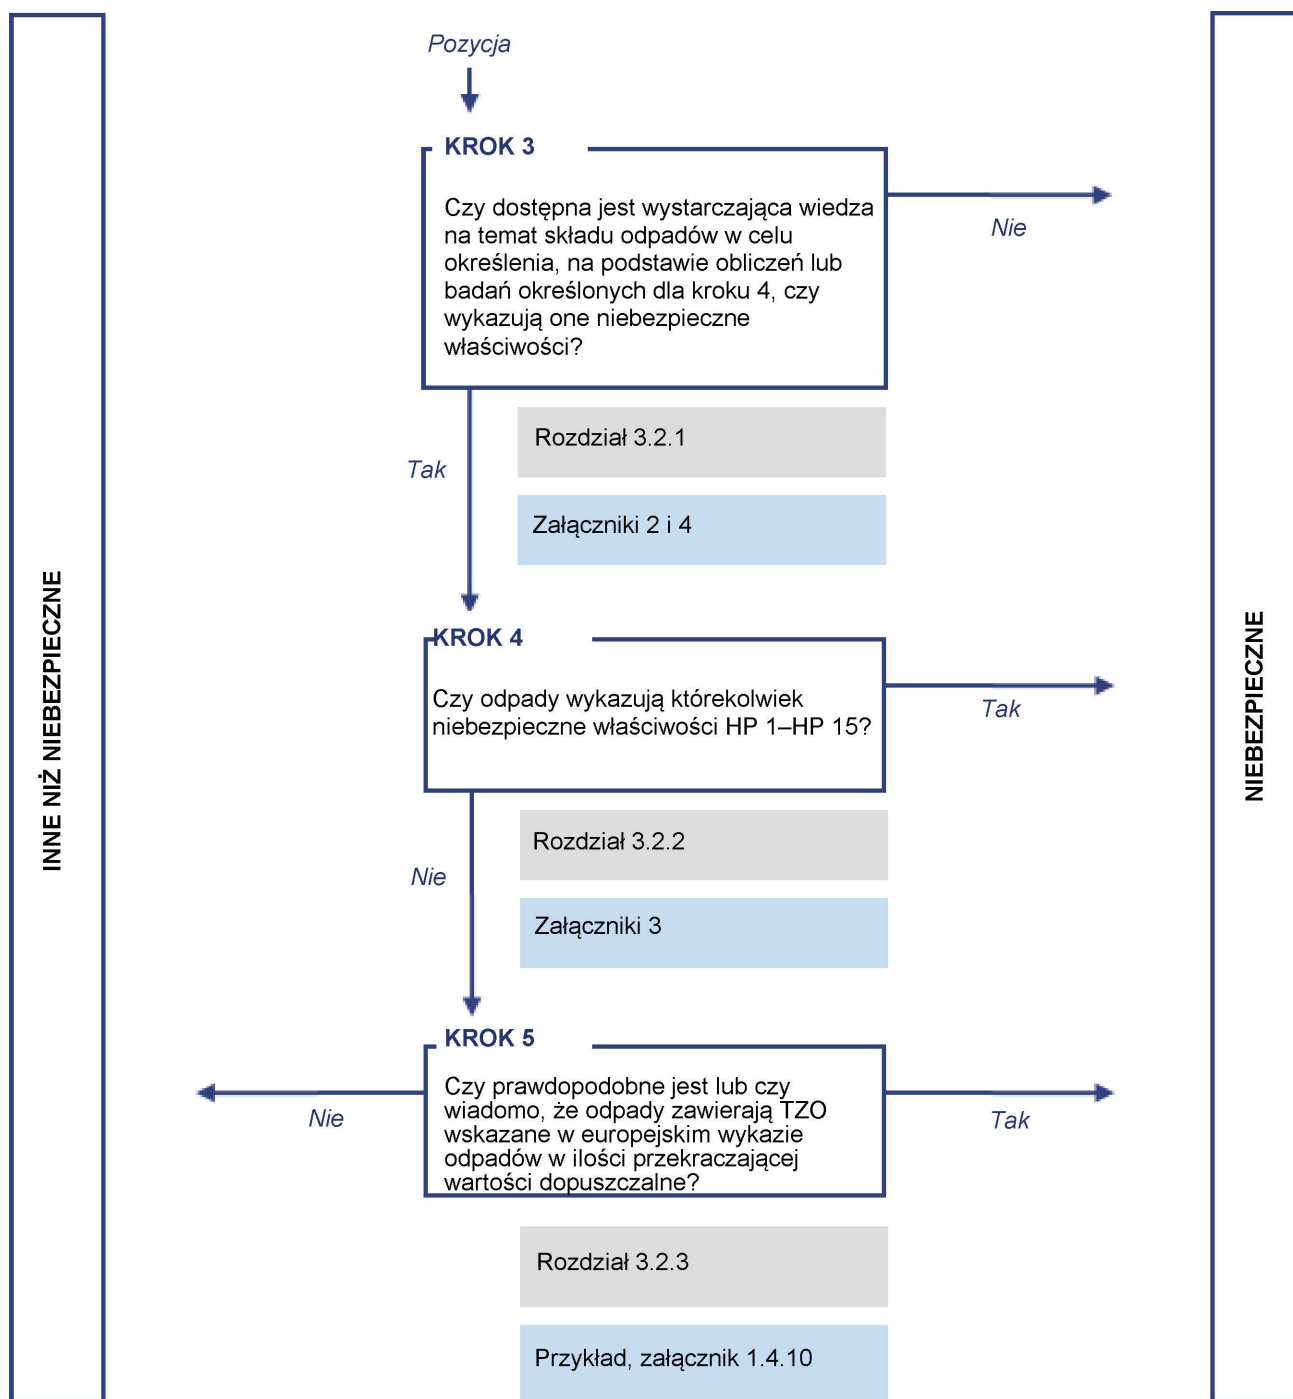 Pozycja
KROK 3
Czy dostępna jest wystarczająca wiedza
na temat składu odpadów w celu
określenia, na podstawie obliczeń lub
badań określonych dla kroku 4, czy
wykazują one niebezpieczne
właściwości?
Nie
Rozdział 3.2.1
Tak
Załączniki 2 i 4
INNE NIŻ NIEBEZPIECZNE
NIEBEZPIECZNE
KROK 4
Czy odpady wykazują którekolwiek
niebezpieczne właściwości HP 1–HP 15?
Tak
Rozdział 3.2.2
Nie
Załączniki 3
KROK 5
Czy prawdopodobne jest lub czy
wiadomo, że odpady zawierają TZO
wskazane w europejskim wykazie
odpadów w ilości przekraczającej
wartości dopuszczalne?
Nie
Tak
Rozdział 3.2.3
Przykład, załącznik 1.4.10